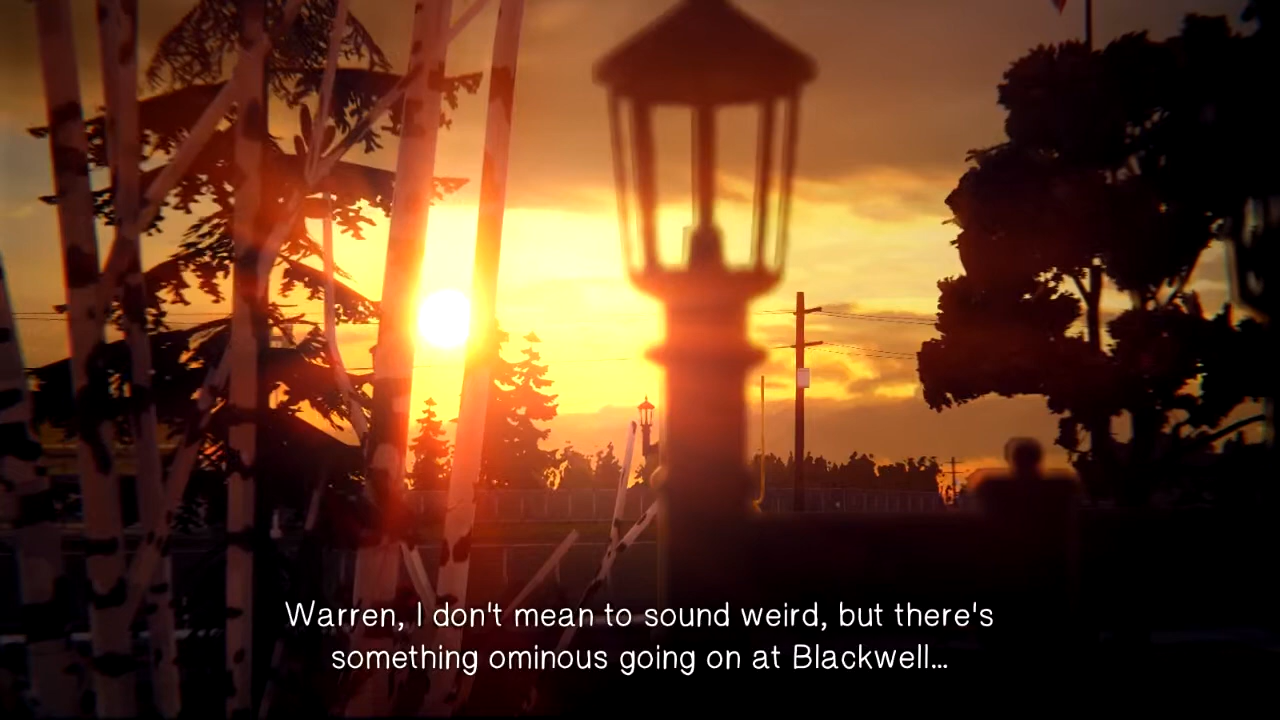 Warren, I don't mean to sound weird, but there's
something ominous going on at Blackwell...